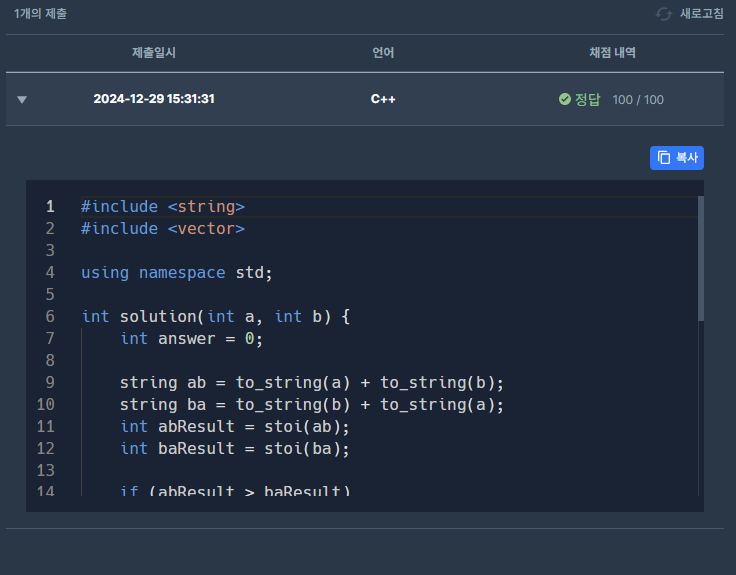 1개의 제출
새로고침
제출일시 언어 채점 내역
2024-12-29 15:31:31 C++ 정답 100 / 100
복사
1 #include <string>
2 #include <vector>
3
4 using namespace std;
5
6 int solution(int a, int b) {
7     int answer = 0;
8
9     string ab = to_string(a) + to_string(b);
10     string ba = to_string(b) + to_string(a);
11     int abResult = stoi(ab);
12     int baResult = stoi(ba);
13
14     if (abResult > baResult)